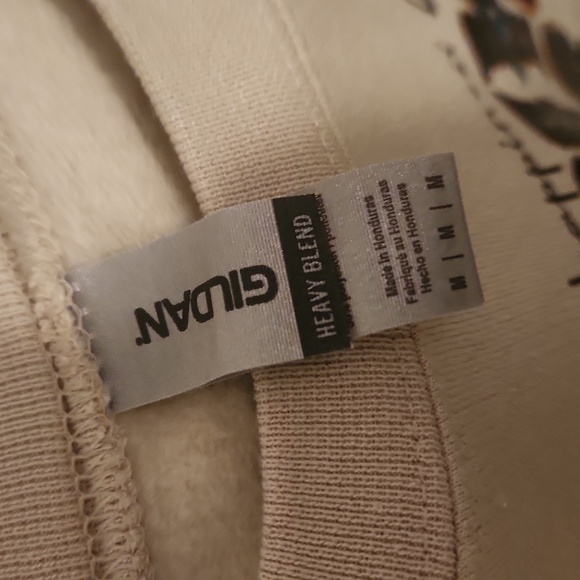 GILDAN
HEAVY BLEND
Made in Honduras
Fabriqué au Honduras
Hecho en Honduras
M | M | M